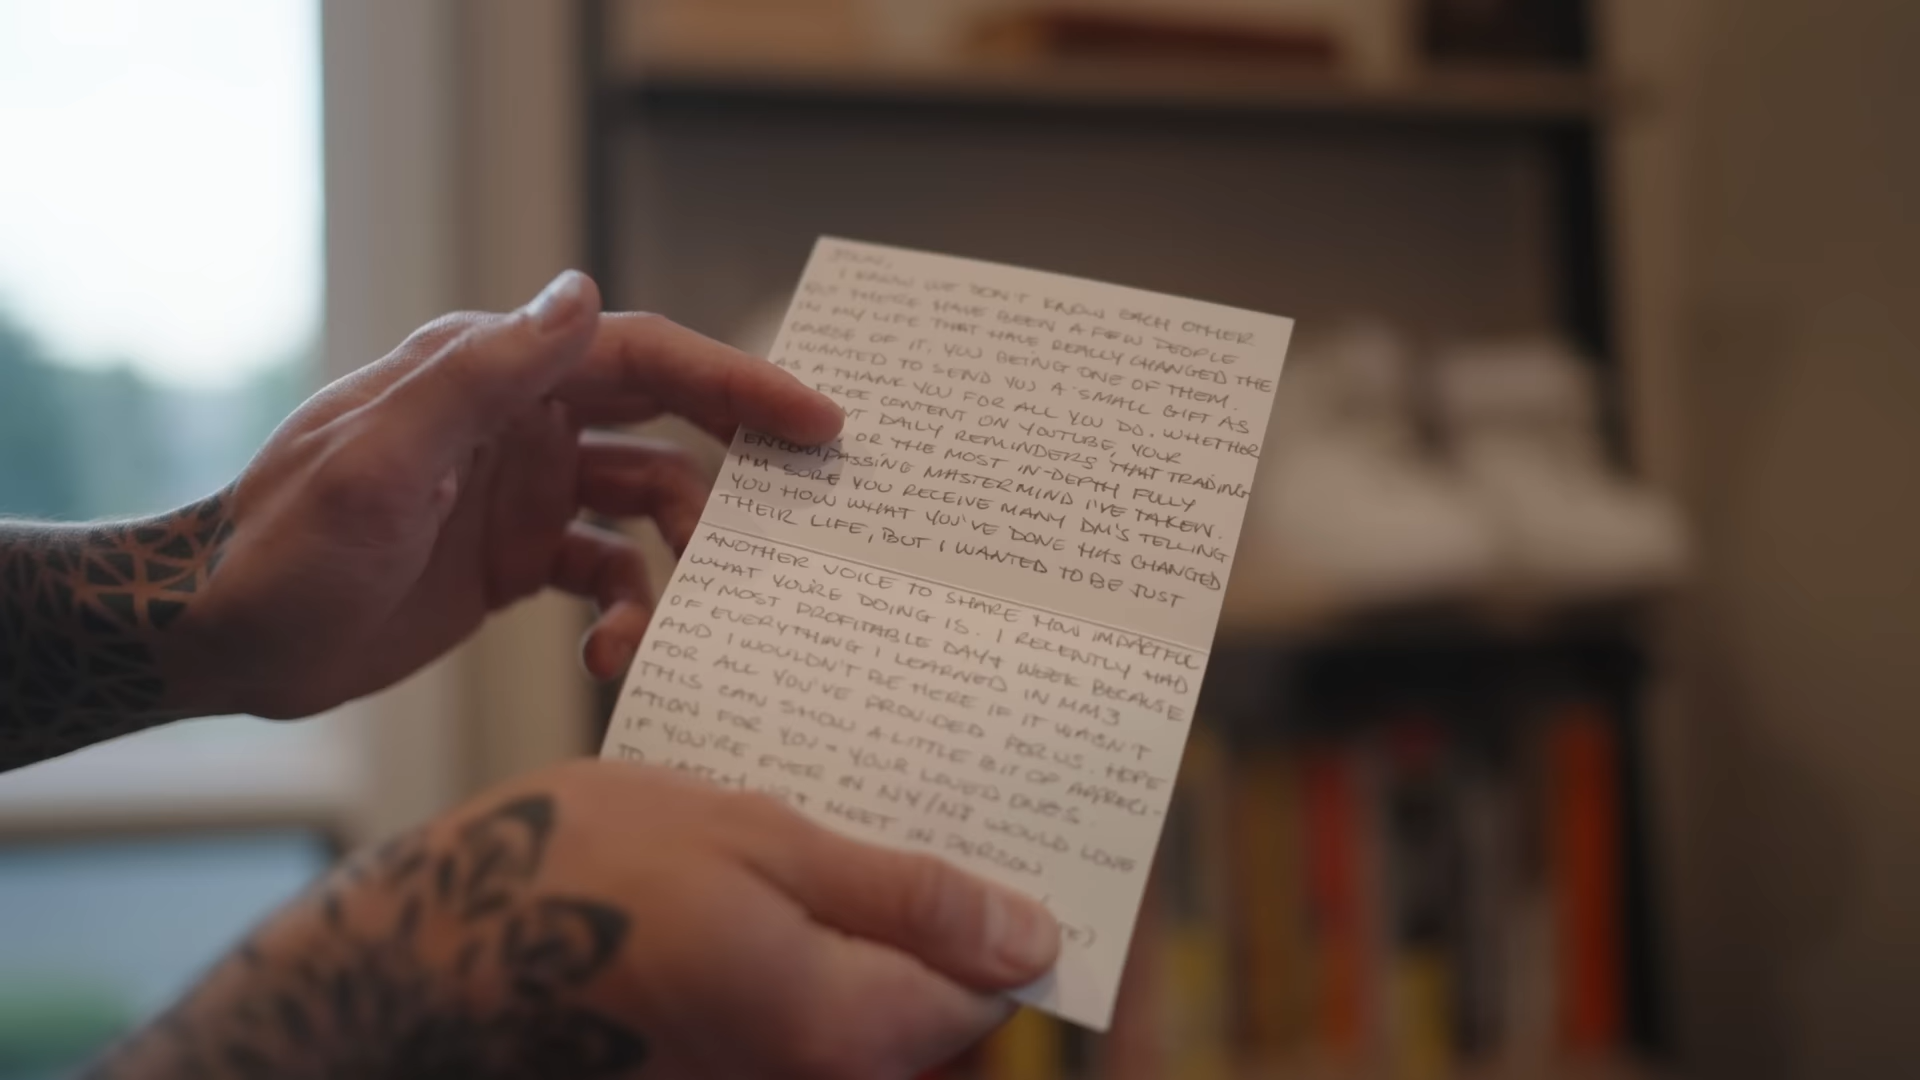 I KNOW WE DON'T KNOW EACH OTHER
BUT THERE HAVE BEEN A FEW PEOPLE
IN MY LIFE THAT HAVE REALLY CHANGED THE
OF IT, YOU BEING ONE OF THEM.
I WANTED TO SEND YOU A SMALL GIFT AS
AS A THANK YOU FOR ALL YOU DO. WHETHER
FREE CONTENT ON YOUTUBE, YOUR
DAILY REMINDERS THAT TRADING
OR THE MOST IN-DEPTH FULLY
ENCOMPASSING MASTERMIND I'VE TAKEN.
I'M SURE YOU RECEIVE MANY DM'S TELLING
YOU HOW WHAT YOU'VE DONE HAS CHANGED
THEIR LIFE, BUT I WANTED TO BE JUST
ANOTHER VOICE TO SHARE HOW IMPACTFUL
WHAT YOU'RE DOING IS. I RECENTLY HAD
MY MOST PROFITABLE DAY + WEEK BECAUSE
OF EVERYTHING I LEARNED IN MM3
AND I WOULDN'T BE HERE IF IT WASN'T
FOR ALL YOU'VE PROVIDED FOR US. HOPE
THIS CAN SHOW A LITTLE BIT OF APPRECI-
ATION FOR YOU + YOUR LOVED ONES.
IF YOU'RE EVER IN NY/NJ WOULD LOVE
TO MEET IN PERSON